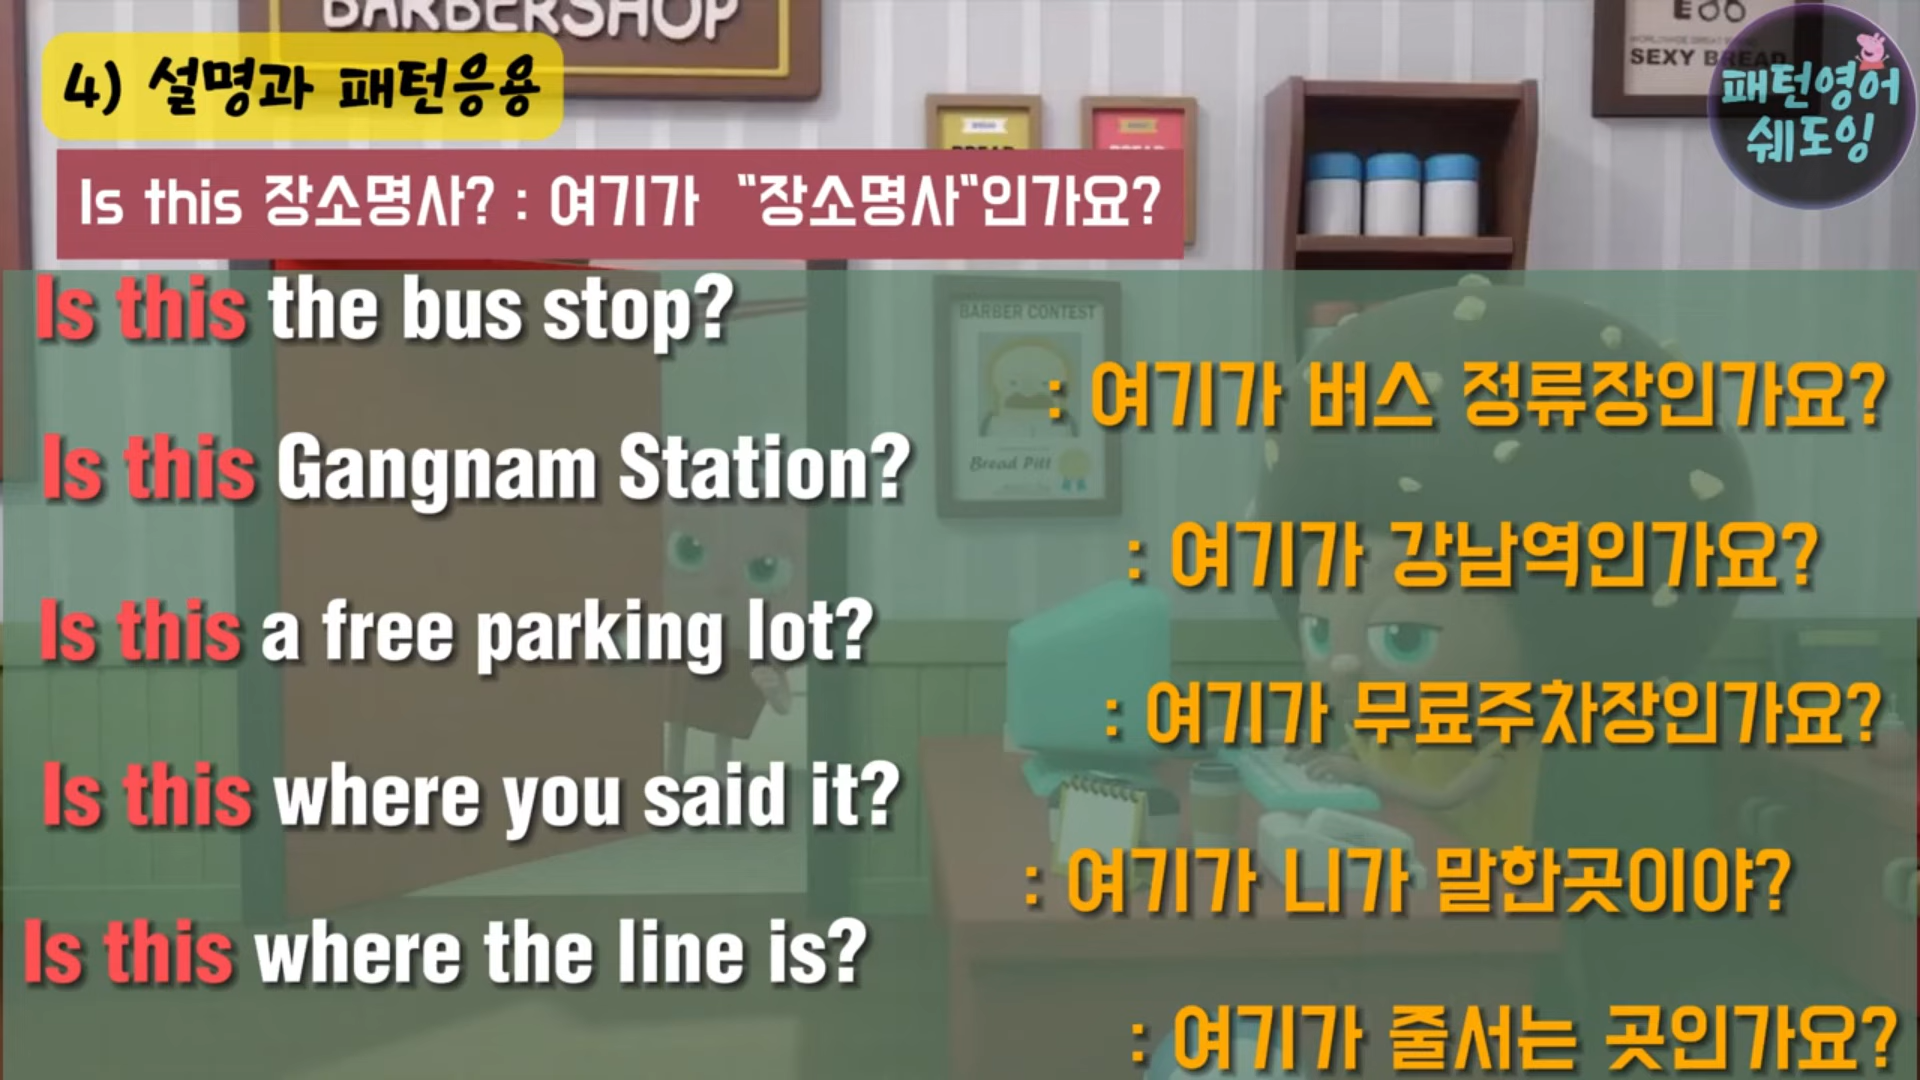 BARBERSHOP
SEXY BREAD
패턴영어
쉐도잉
4) 설명과 패턴응용
Is this 장소명사? : 여기가 "장소명사"인가요?
BARBER CONTEST
Bread Pitt
Is this the bus stop?
: 여기가 버스 정류장인가요?
Is this Gangnam Station?
: 여기가 강남역인가요?
Is this a free parking lot?
: 여기가 무료주차장인가요?
Is this where you said it?
: 여기가 니가 말한곳이야?
Is this where the line is?
: 여기가 줄서는 곳인가요?